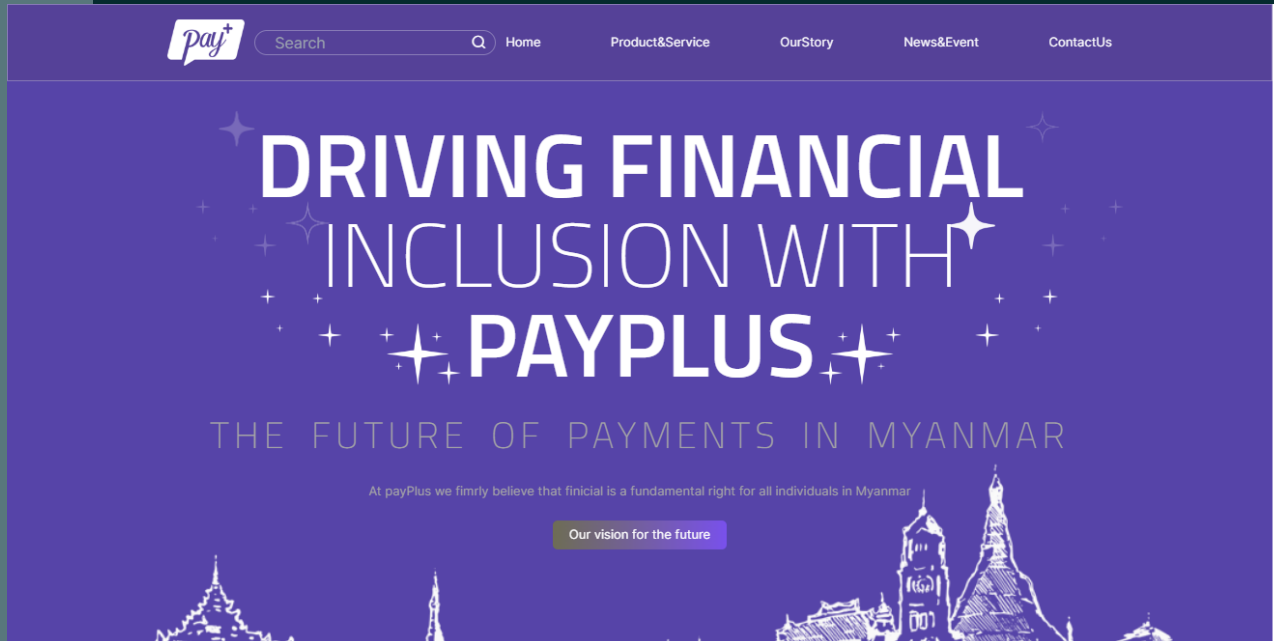 pay+
Search
Home
Product&Service
OurStory
News&Event
ContactUs
DRIVING FINANCIAL
INCLUSION WITH
PAYPLUS
THE FUTURE OF PAYMENTS IN MYANMAR
At payPlus we fimrly believe that finicial is a fundamental right for all individuals in Myanmar
Our vision for the future